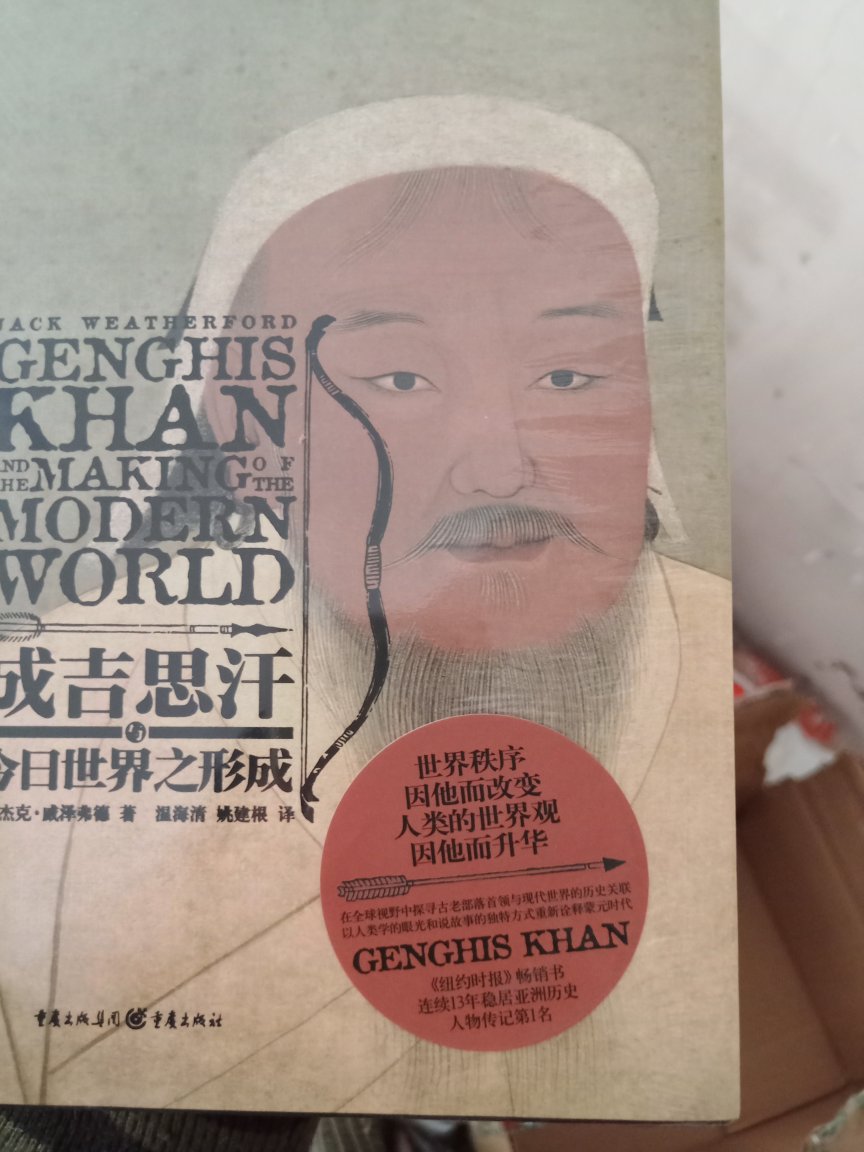 JACK WEATHERFORD
GENGHIS
KHAN
AND THE MAKING OF THE
MODERN
WORLD
成吉思汗
与
今日世界之形成
杰克·威泽弗德 著 温海清 姚建根 译
世界秩序
因他而改变
人类的世界观
因他而升华
在全球视野中探寻古老部落首领与现代世界的历史关联
以人类学的眼光和说故事的独特方式重新诠释蒙元时代
GENGHIS KHAN
《纽约时报》畅销书
连续13年稳居亚洲历史
人物传记第1名
重庆出版集团 重庆出版社